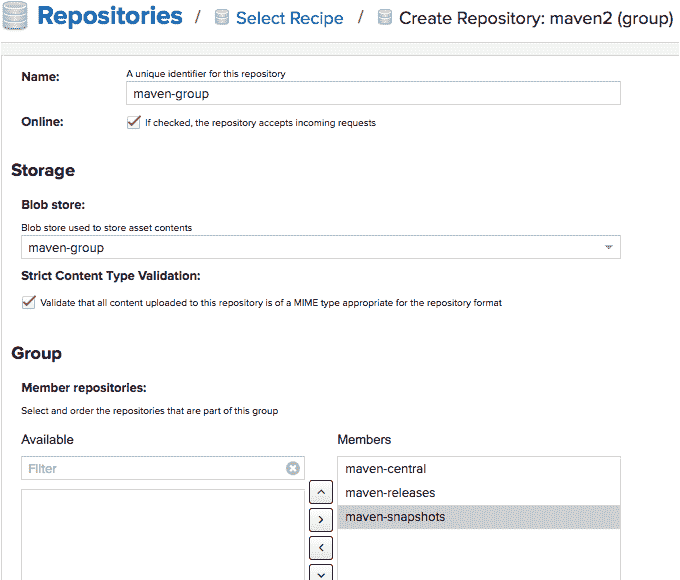 Repositories / Select Recipe / Create Repository: maven2 (group)
Name: A unique identifier for this repository
maven-group
Online: If checked, the repository accepts incoming requests
Storage
Blob store:
Blob store used to store asset contents
maven-group
Strict Content Type Validation:
Validate that all content uploaded to this repository is of a MIME type appropriate for the repository format
Group
Member repositories:
Select and order the repositories that are part of this group
Available Members
Filter maven-central
maven-releases
maven-snapshots